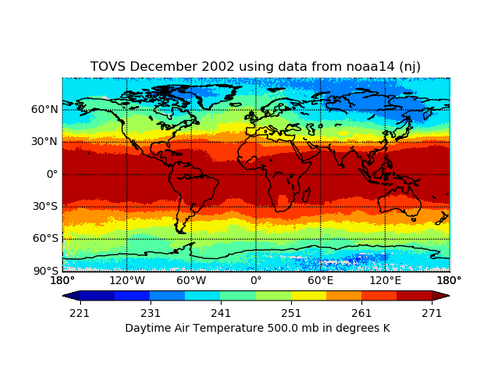 TOVS December 2002 using data from noaa14 (nj)
60°N
30°N
0°
30°S
60°S
90°S
180° 120°W 60°W 0° 60°E 120°E 180°
221 231 241 251 261 271
Daytime Air Temperature 500.0 mb in degrees K